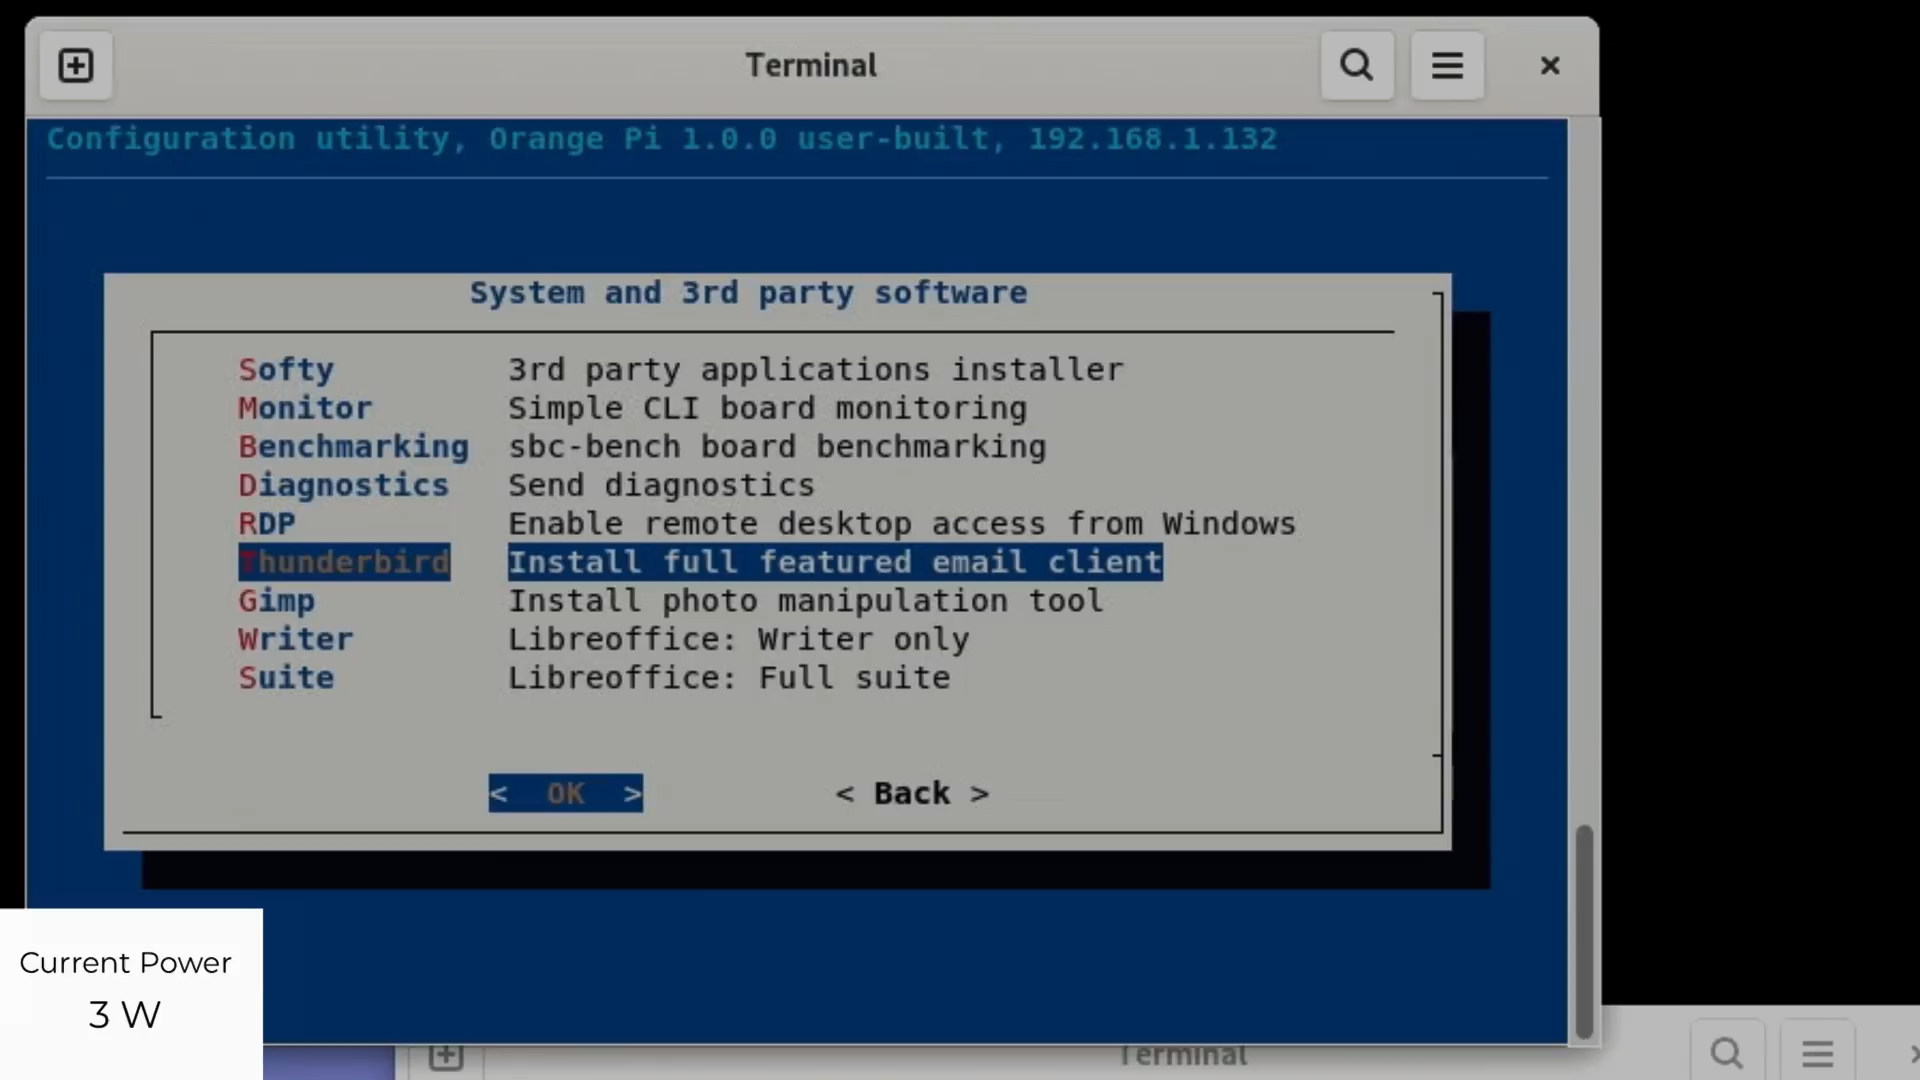 Terminal
Configuration utility, Orange Pi 1.0.0 user-built, 192.168.1.132
System and 3rd party software
Softy 3rd party applications installer
Monitor Simple CLI board monitoring
Benchmarking sbc-bench board benchmarking
Diagnostics Send diagnostics
RDP Enable remote desktop access from Windows
Thunderbird Install full featured email client
Gimp Install photo manipulation tool
Writer Libreoffice: Writer only
Suite Libreoffice: Full suite
< OK > < Back >
Current Power
3 W
Terminal